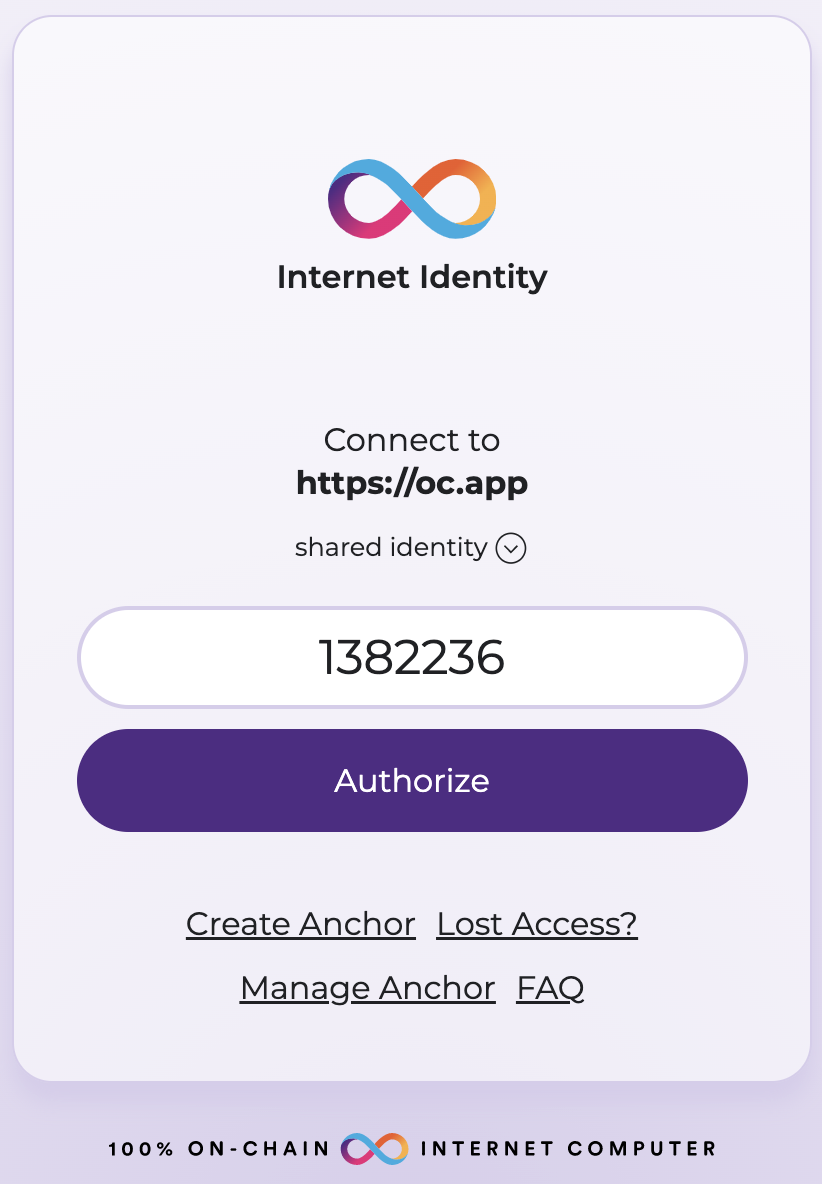 Internet Identity
Connect to
https://oc.app
shared identity
1382236
Authorize
Create Anchor Lost Access?
Manage Anchor FAQ
100% ON-CHAIN INTERNET COMPUTER